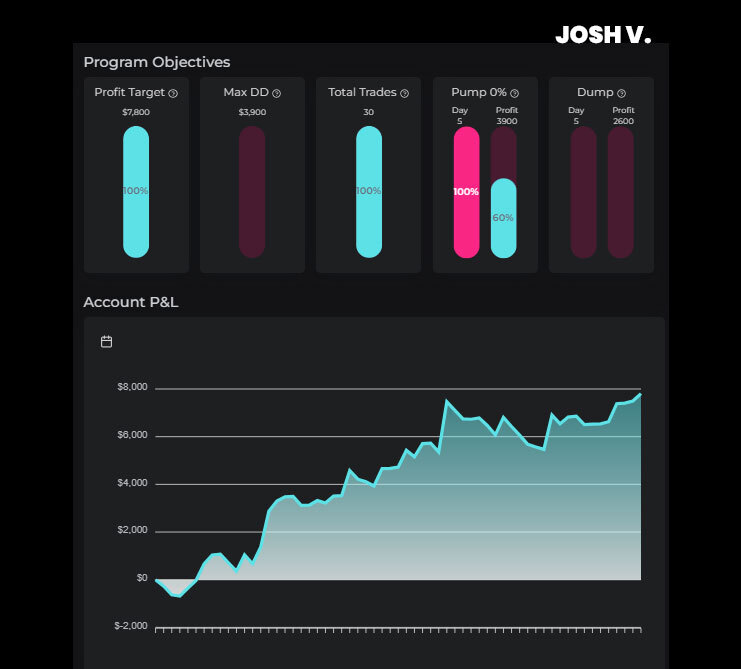 JOSH V.
Program Objectives
Profit Target ?
$7,800
100%
Max DD ?
$3,900
Total Trades ?
30
100%
Pump 0% ?
Day Profit
5 3900
100%
60%
Dump ?
Day Profit
5 2600
Account P&L
$8,000
$6,000
$4,000
$2,000
$0
$-2,000